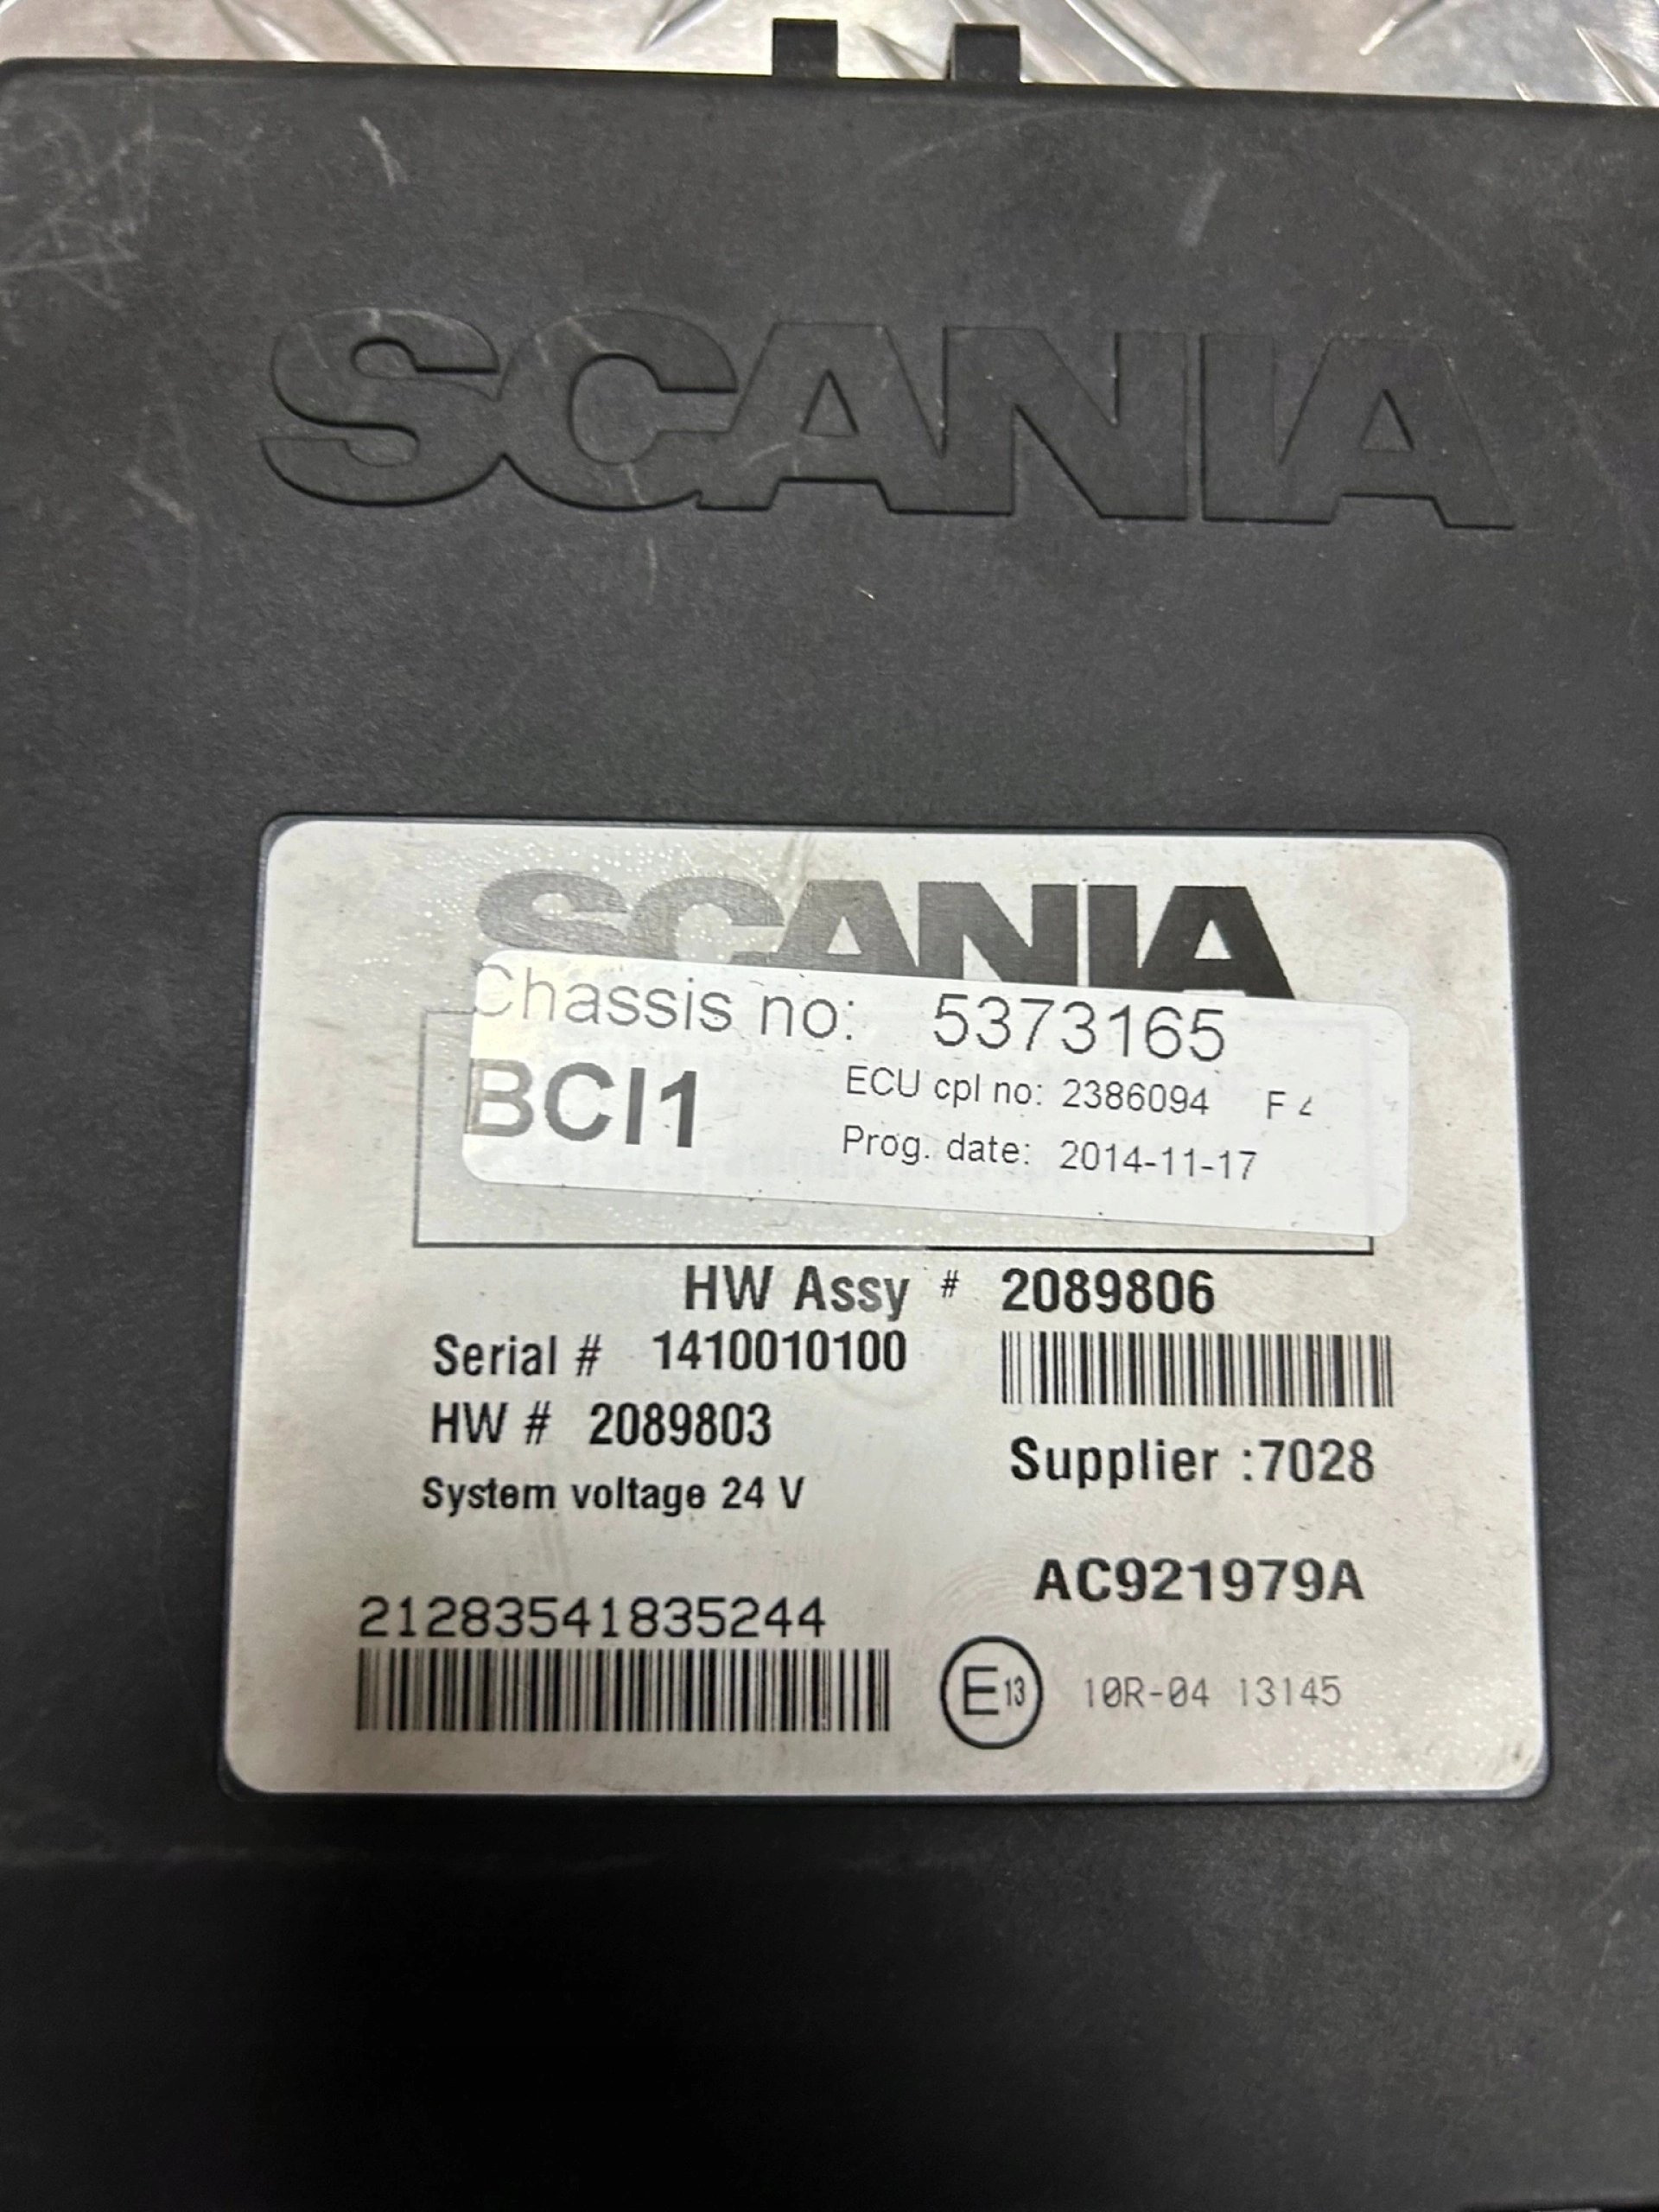 SCANIA
SCANIA
Chassis no: 5373165
BCI1
ECU cpl no: 2386094 F
Prog. date: 2014-11-17
HW Assy # 2089806
Serial # 1410010100
HW # 2089803
Supplier :7028
System voltage 24 V
AC921979A
21283541835244
E13 10R-04 13145